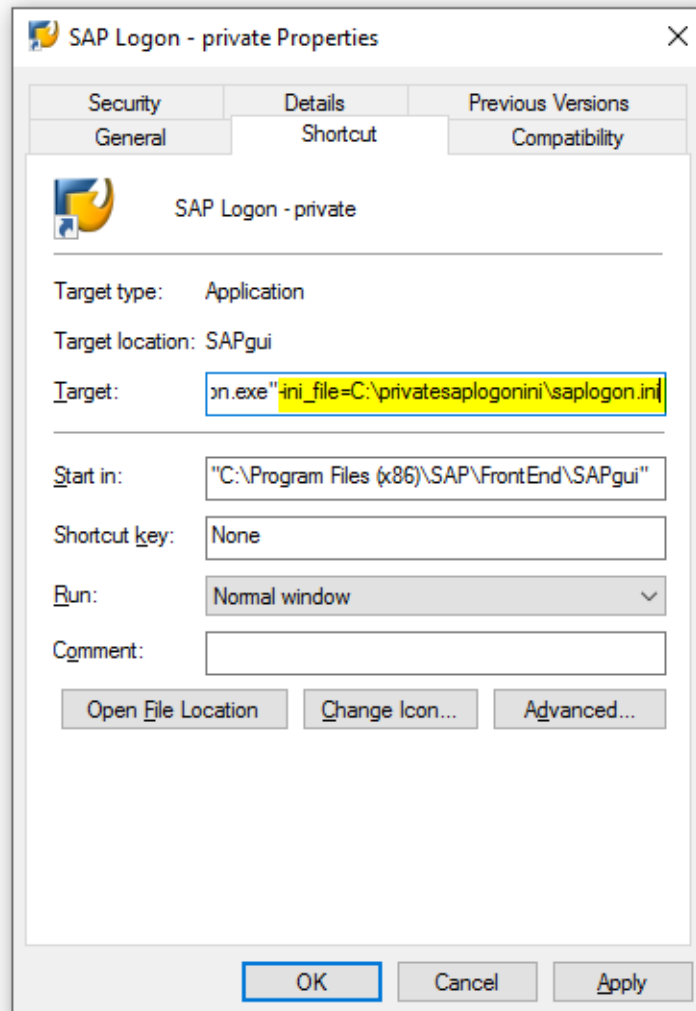 SAP Logon - private Properties
Security Details Previous Versions
General Shortcut Compatibility
SAP Logon - private
Target type: Application
Target location: SAPgui
Target: on.exe"-ini_file=C:\privatesaplogonini\saplogon.ini
Start in: "C:\Program Files (x86)\SAP\FrontEnd\SAPgui"
Shortcut key: None
Run: Normal window
Comment:
Open File Location Change Icon... Advanced...
OK Cancel Apply